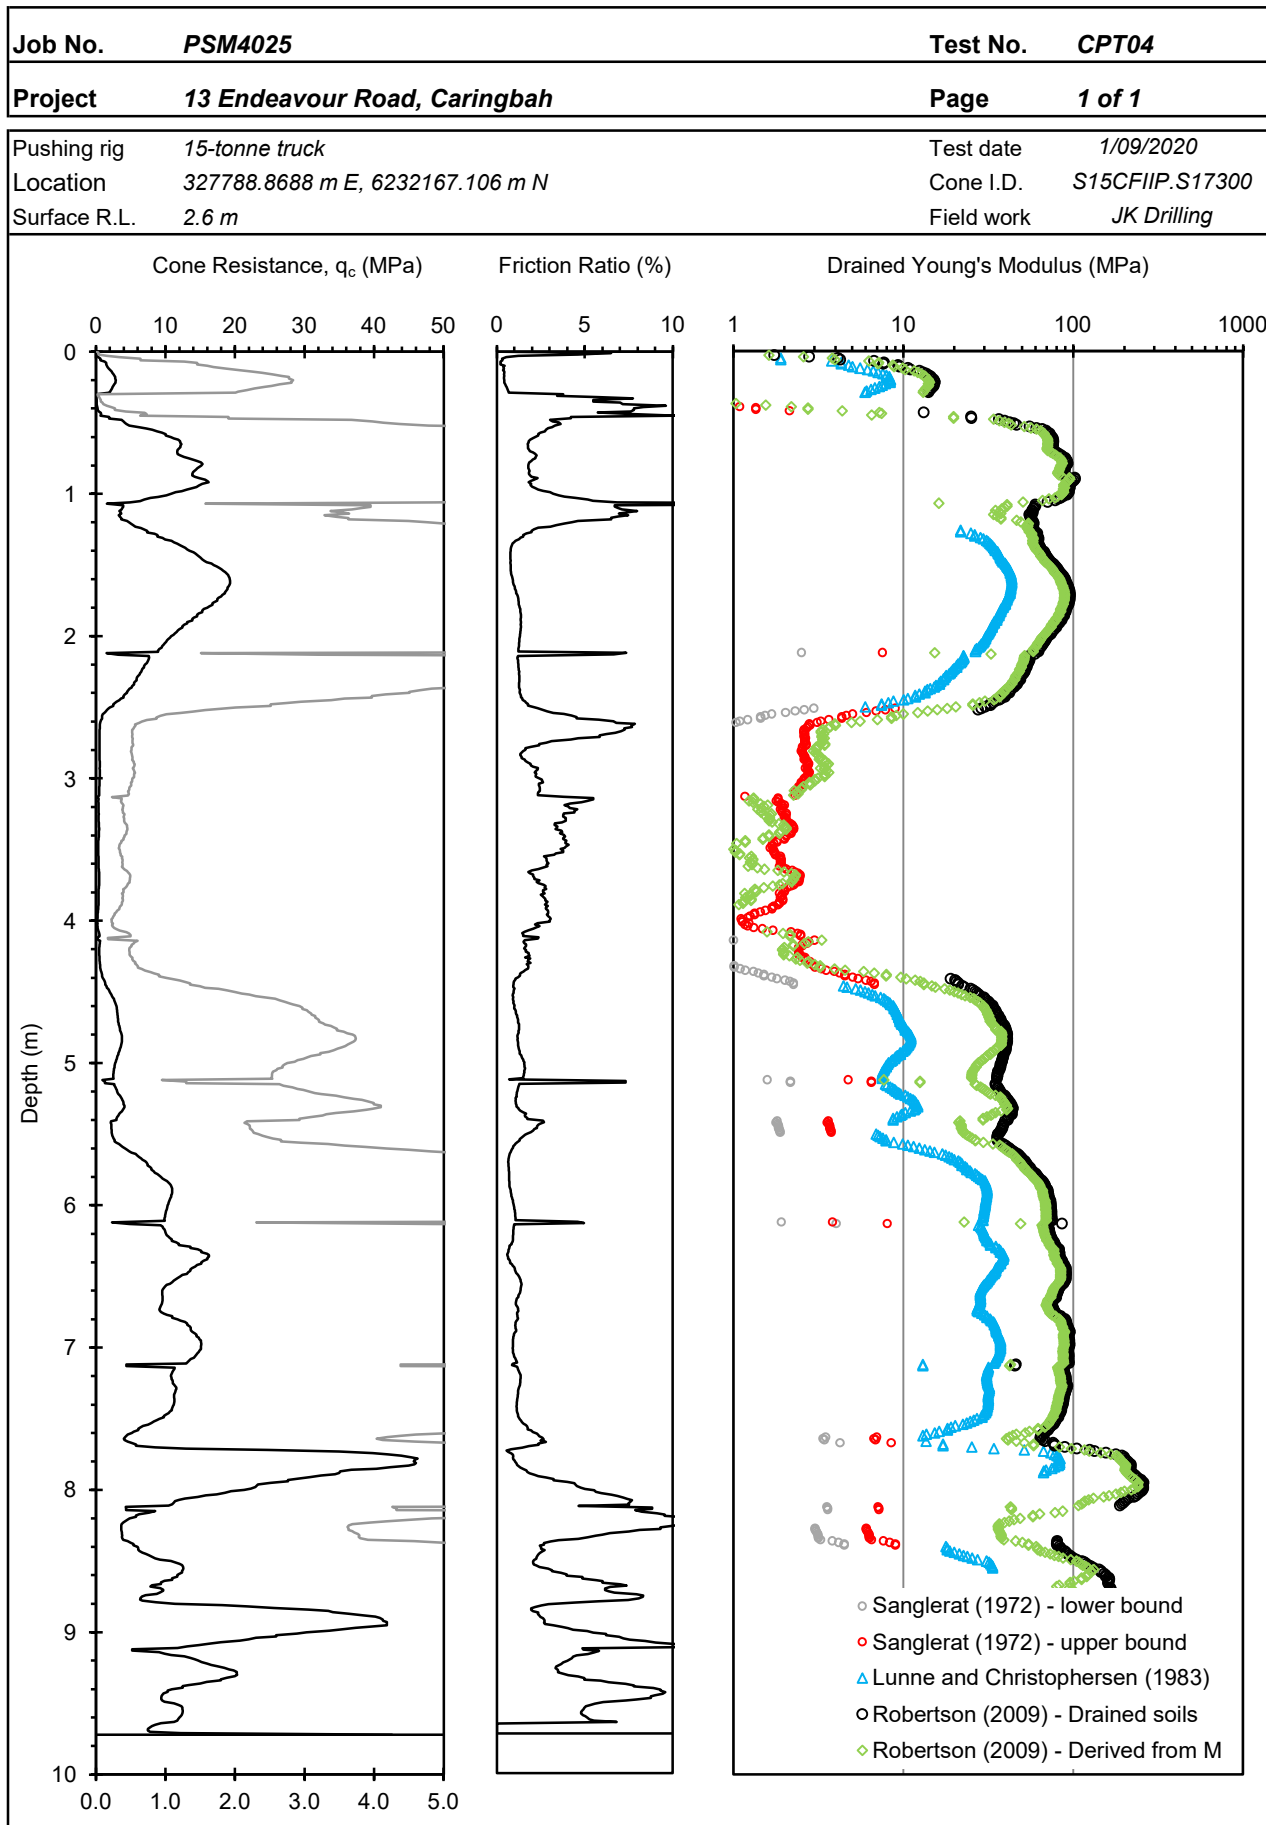 Job No. PSM4025 Test No. CPT04
Project 13 Endeavour Road, Caringbah Page 1 of 1
Pushing rig 15-tonne truck Test date 1/09/2020
Location 327788.8688 m E, 6232167.106 m N Cone I.D. S15CFIIP.S17300
Surface R.L. 2.6 m Field work JK Drilling
Cone Resistance, qc (MPa) Friction Ratio (%) Drained Young's Modulus (MPa)
0 10 20 30 40 50 0 5 10 1 10 100 1000
0
1
2
3
4
5
6
7
8
9
10
Depth (m)
Sanglerat (1972) - lower bound
Sanglerat (1972) - upper bound
Lunne and Christophersen (1983)
Robertson (2009) - Drained soils
Robertson (2009) - Derived from M
0.0 1.0 2.0 3.0 4.0 5.0